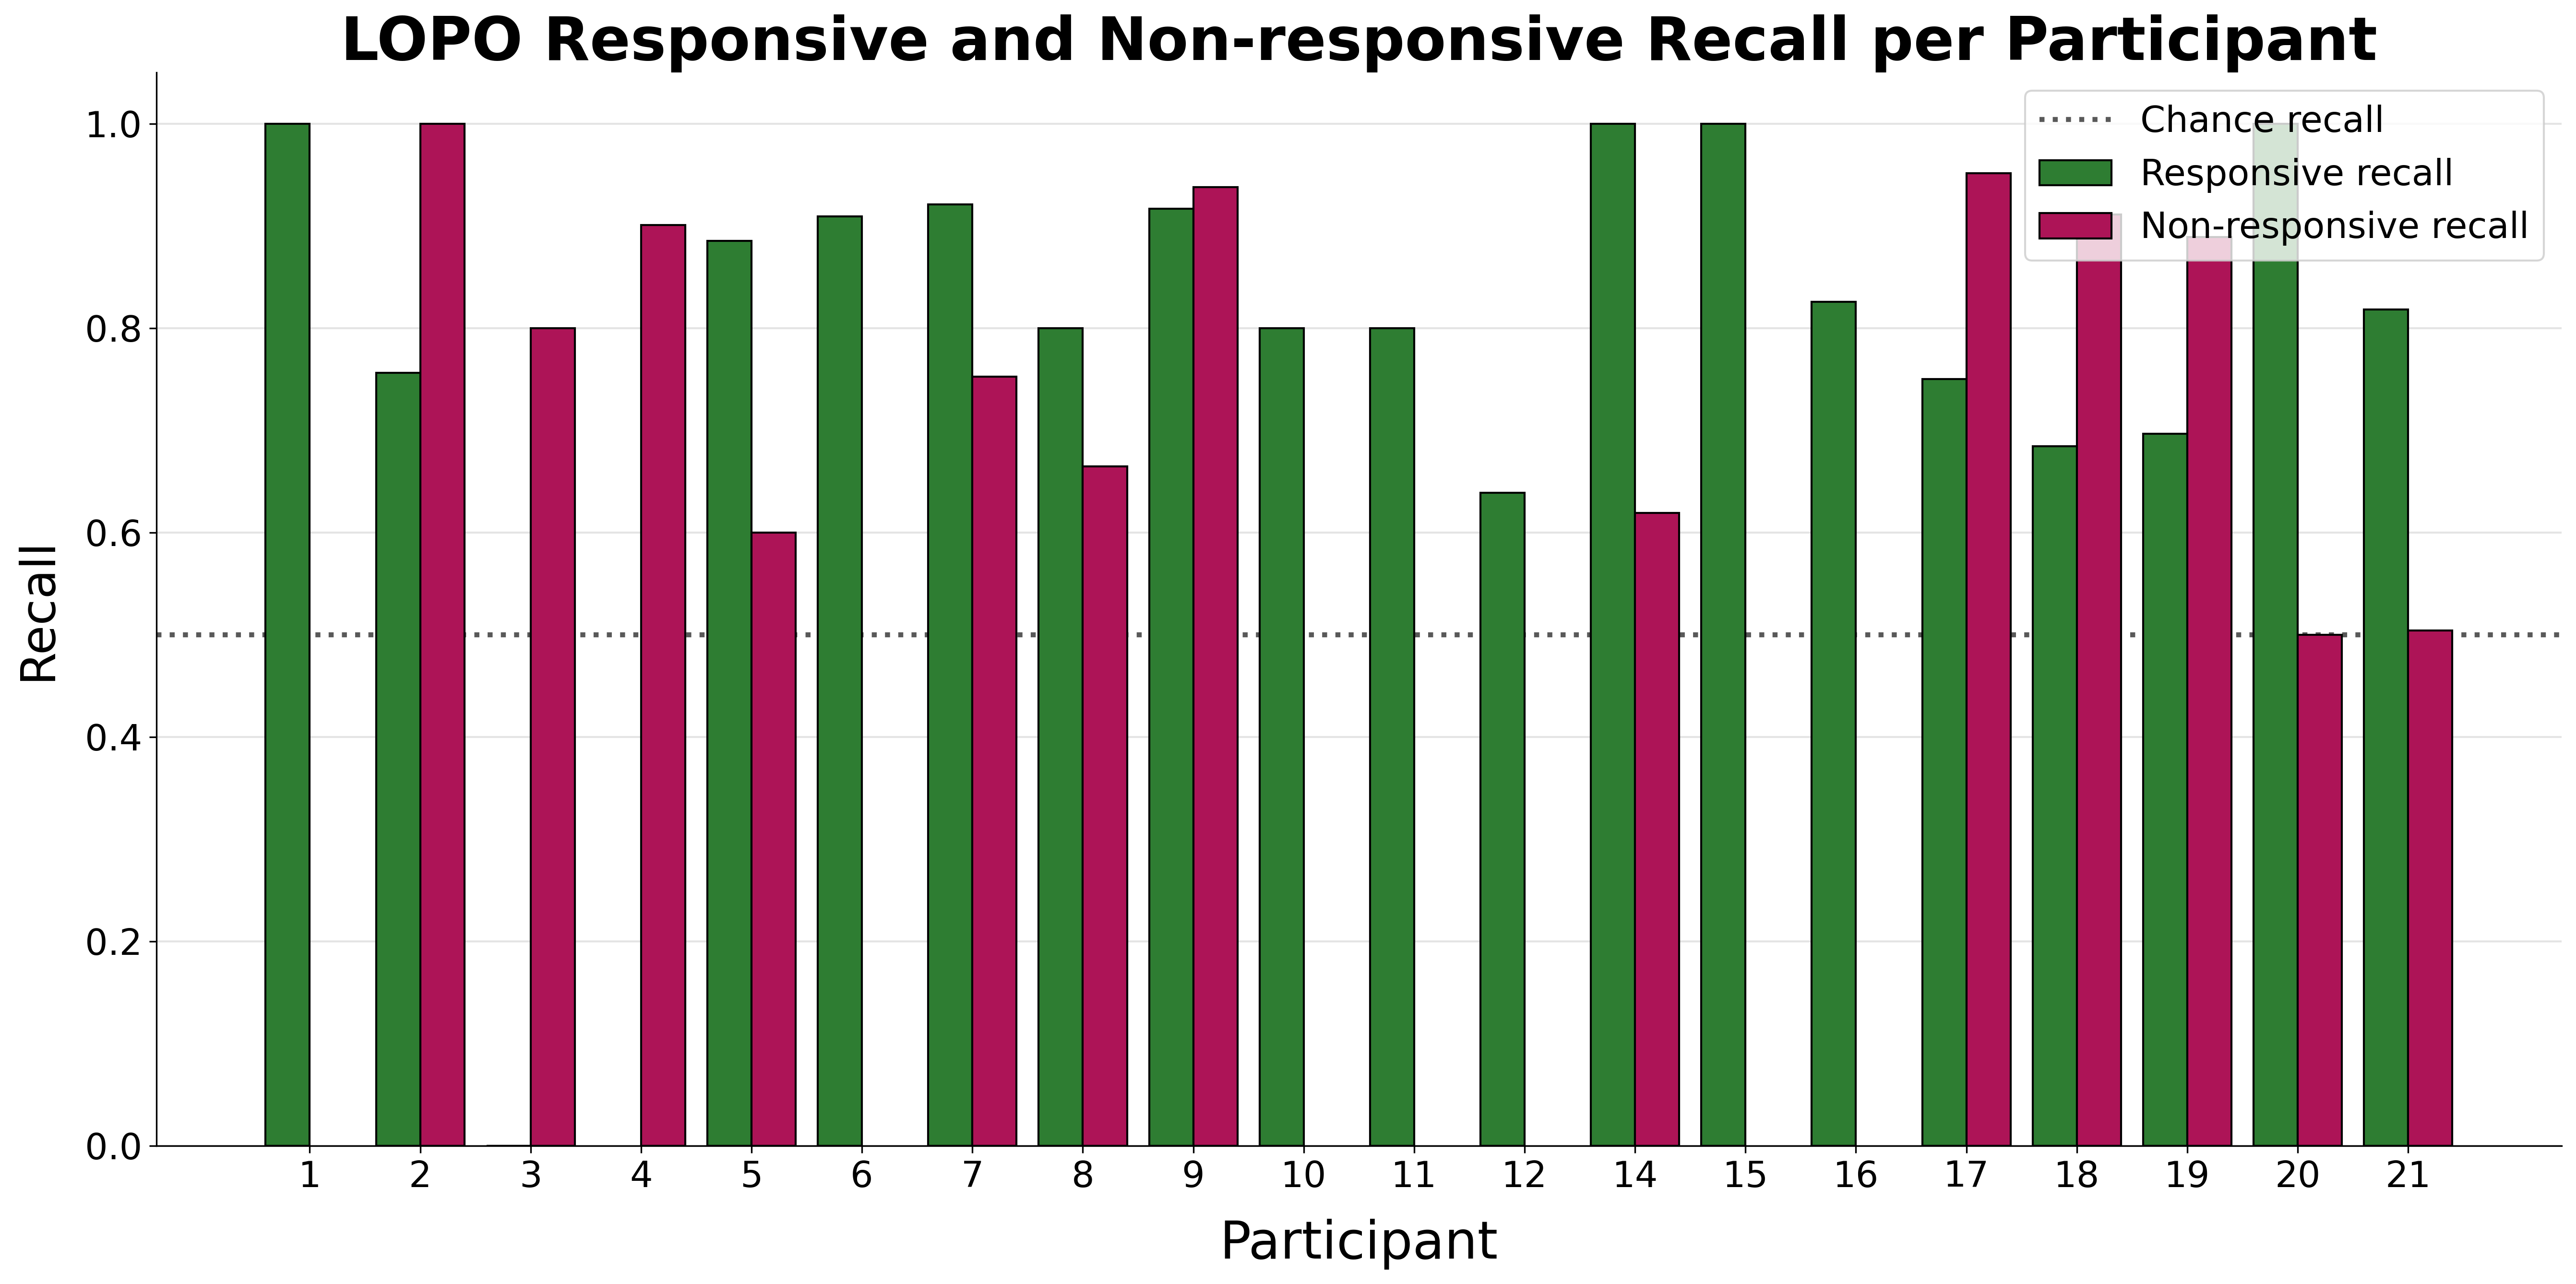 LOPO Responsive and Non-responsive Recall per Participant
Chance recall
Responsive recall
Non-responsive recall
1.0
0.8
0.6
0.4
0.2
0.0
Recall
1 2 3 4 5 6 7 8 9 10 11 12 14 15 16 17 18 19 20 21
Participant